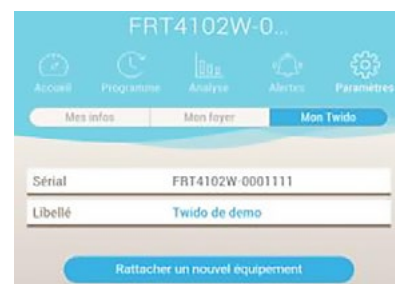 FRT4102W-0...
Accueil Programme Analyse Alertes Paramètres
Mes infos Mon foyer Mon Twido
Sérial FRT4102W-0001111
Libellé Twido de demo
Rattacher un nouvel équipement